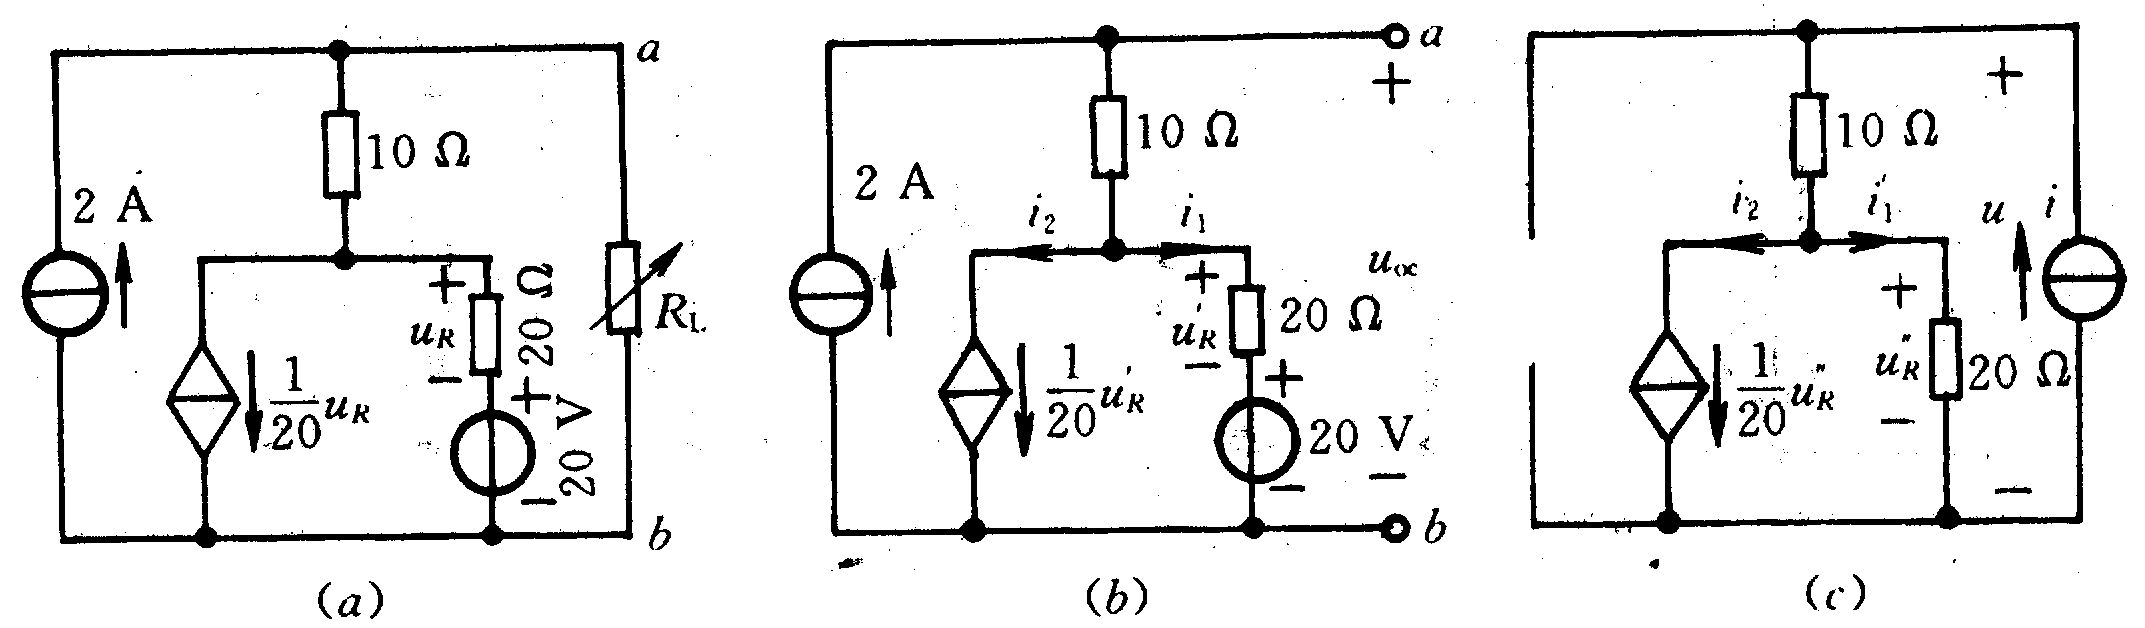 a
10 Ω
2 A
+
u_R
−
20 Ω
R_L
1/20 u_R
+
20 V
−
b
(a)
a
+
10 Ω
2 A
i_2
i_1
u_oc
+
u'_R
−
20 Ω
1/20 u'_R
+
20 V
−
−
b
(b)
+
10 Ω
i_2
i'_1
u
i
+
u''_R
−
20 Ω
1/20 u''_R
−
(c)